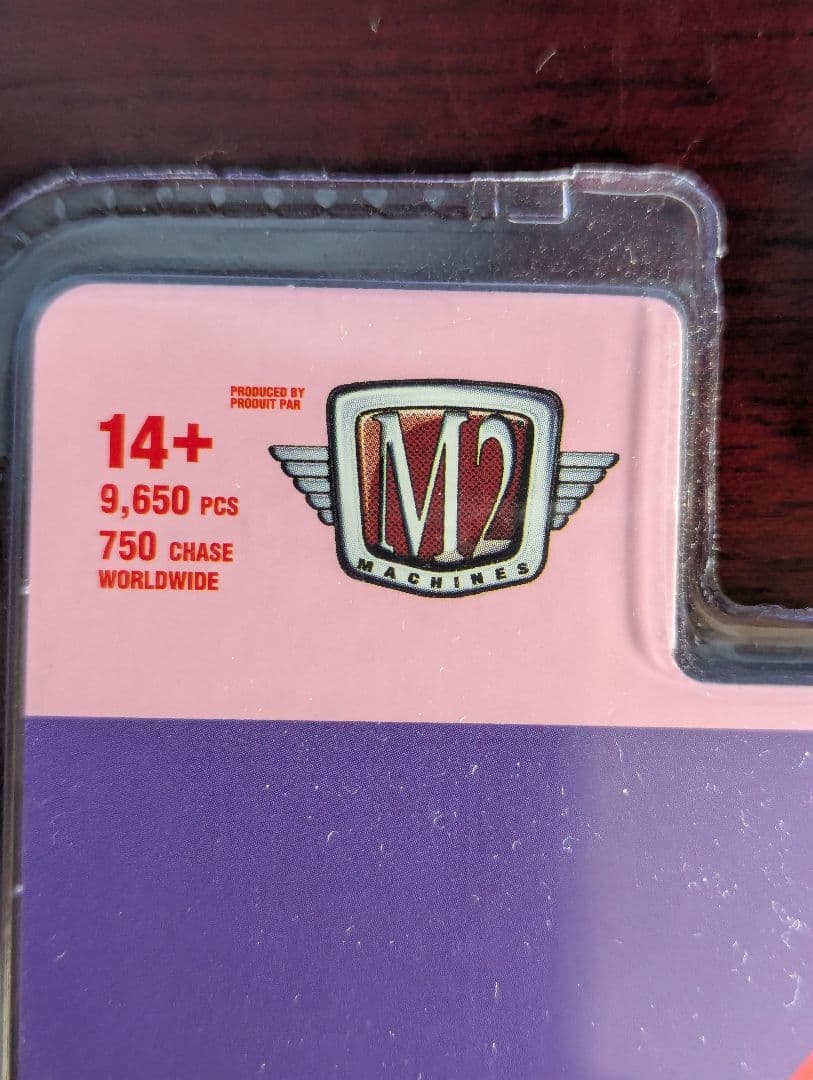 PRODUCED BY
PRODUIT PAR
14+
9,650 PCS
750 CHASE
WORLDWIDE
M2
MACHINES